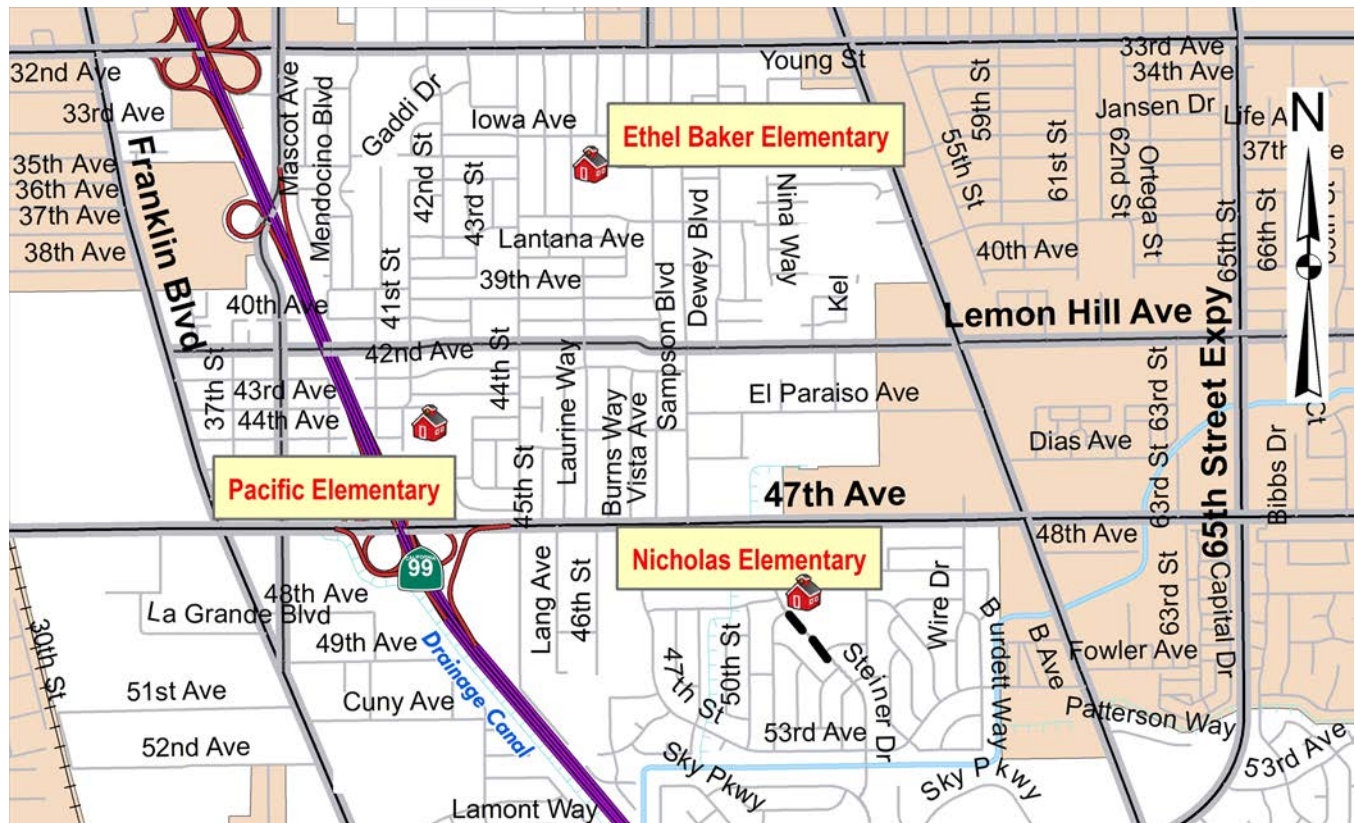 33rd Ave
32nd Ave
Young St
34th Ave
33rd Ave
Mascot Ave
Mendocino Blvd
Gaddi Dr
Iowa Ave
Ethel Baker Elementary
59th St
Jansen Dr
N
35th Ave
36th Ave
37th Ave
38th Ave
Franklin Blvd
42nd St
43rd St
55th St
61st St
62nd St
Ortega St
Lantana Ave
39th Ave
Dewey Blvd
Nina Way
40th Ave
65th St
66th St
40th Ave
41st St
Sampson Blvd
Kel
Lemon Hill Ave
42nd Ave
44th St
37th St
43rd Ave
44th Ave
Laurine Way
El Paraiso Ave
63rd St
65th Street Expy
Dias Ave
Burns Way
Vista Ave
45th St
Pacific Elementary
47th Ave
63rd St
Bibbs Dr
48th Ave
Nicholas Elementary
CALIFORNIA
99
48th Ave
La Grande Blvd
49th Ave
Lang Ave
46th St
Wire Dr
63rd St
Capital Dr
30th St
Drainage Canal
47th St
50th St
Steiner Dr
Burdett Way
B Ave
Fowler Ave
51st Ave
Cuny Ave
Patterson Way
52nd Ave
53rd Ave
53rd Ave
Sky Pkwy
Sky Pkwy
Lamont Way